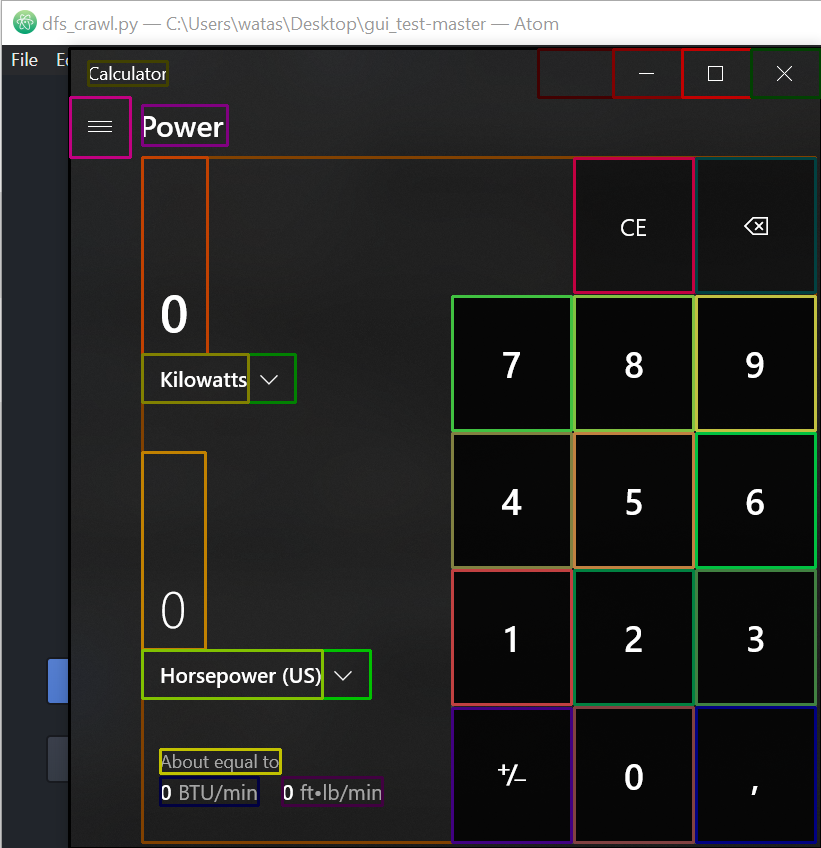 dfs_crawl.py — C:\Users\watas\Desktop\gui_test-master — Atom
File
Calculator
Power
CE
0
7 8 9
Kilowatts
4 5 6
0
1 2 3
Horsepower (US)
About equal to
+/− 0 ,
0 BTU/min 0 ft•lb/min